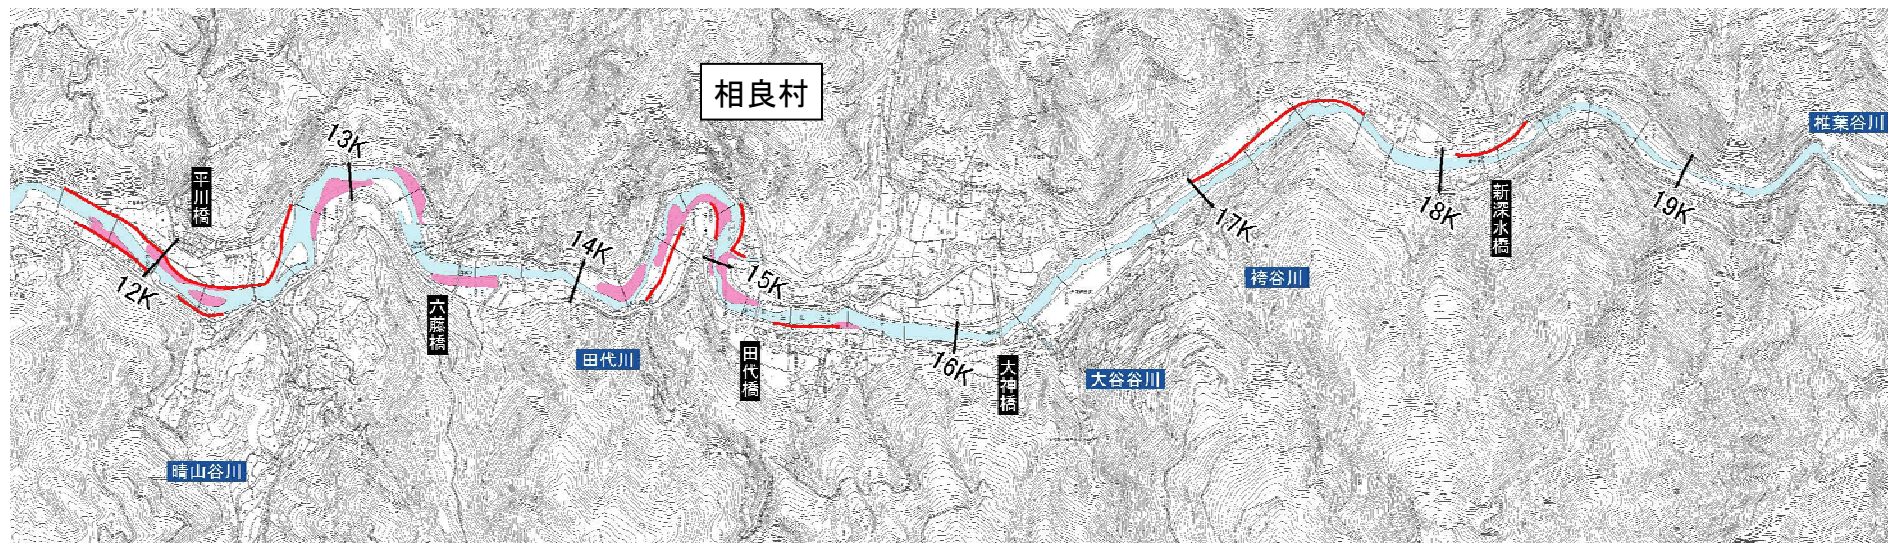 相良村
椎葉谷川
13K
平川橋
新深水橋
19K
18K
17K
14K
袴谷川
15K
12K
六藤橋
田代川
田代橋
16K
大神橋
大谷谷川
晴山谷川